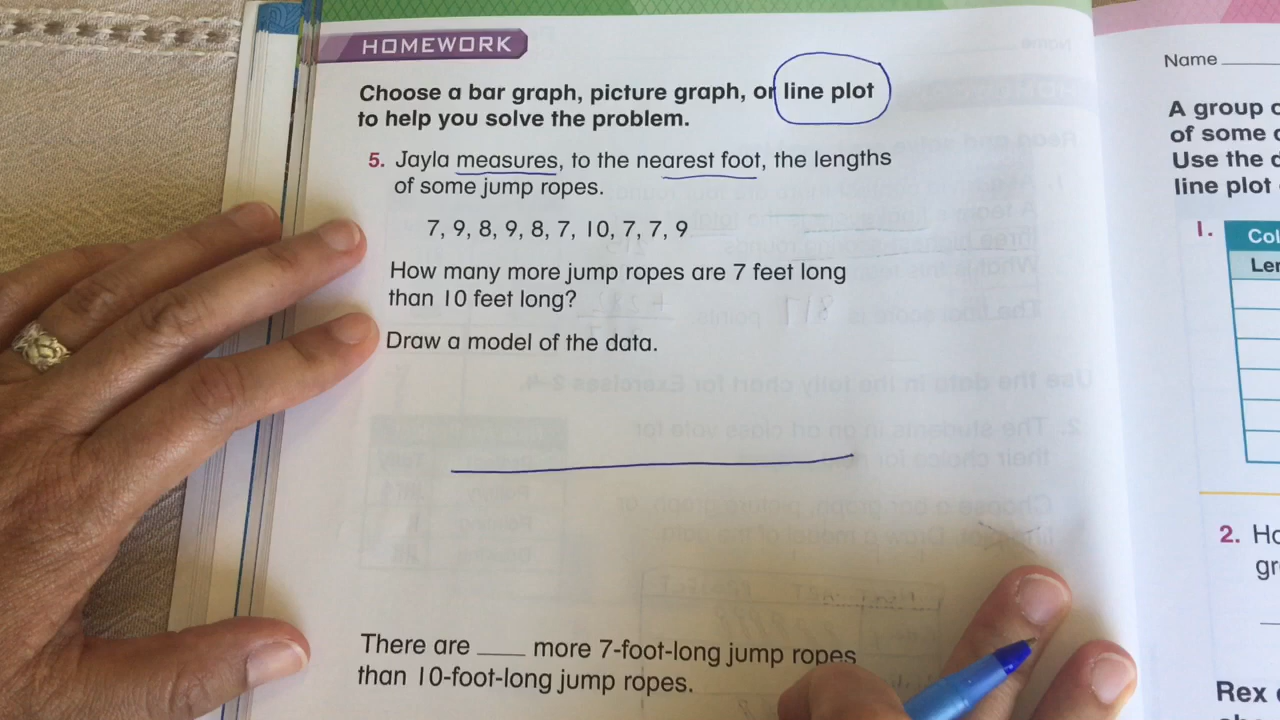 HOMEWORK
Choose a bar graph, picture graph, or line plot
to help you solve the problem.
5. Jayla measures, to the nearest foot, the lengths
of some jump ropes.
7, 9, 8, 9, 8, 7, 10, 7, 7, 9
How many more jump ropes are 7 feet long
than 10 feet long?
Draw a model of the data.
There are ____ more 7-foot-long jump ropes
than 10-foot-long jump ropes.
Name
A group
of some
Use the
line plot
1.
2.
Rex